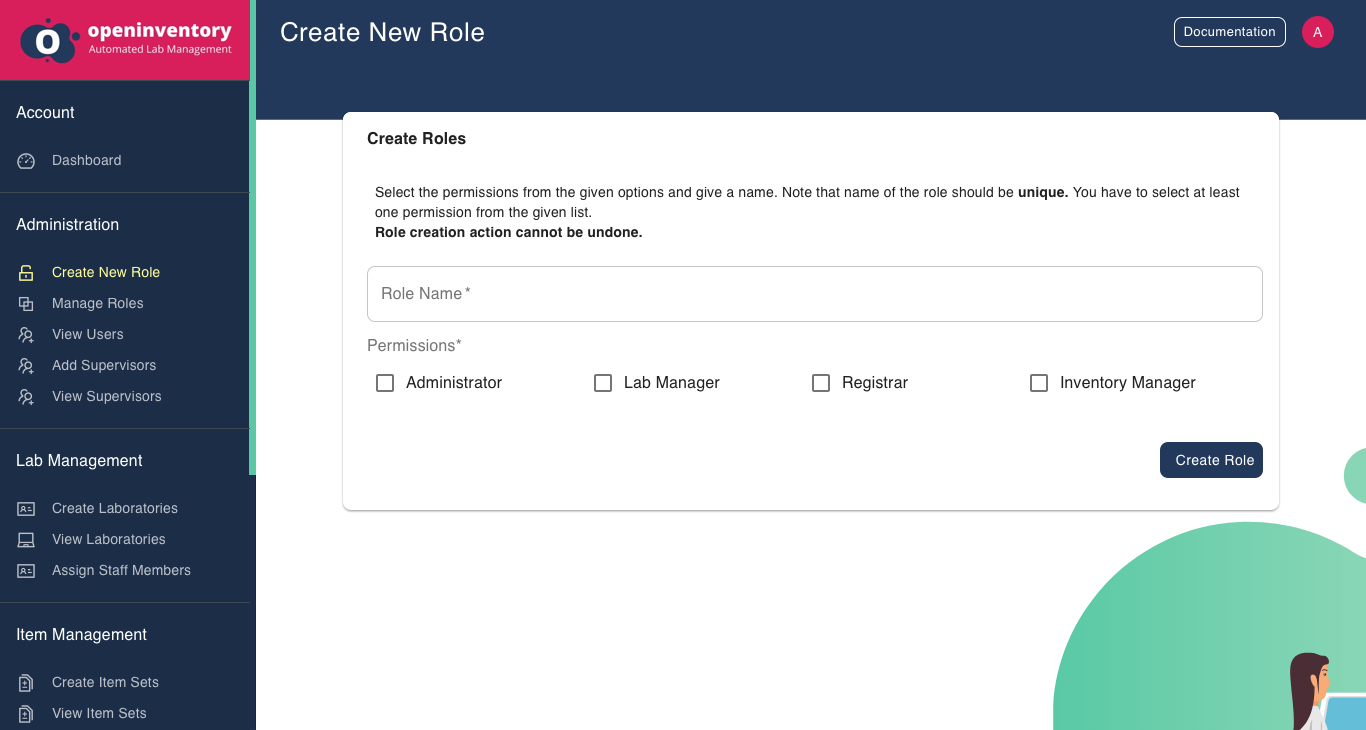 openinventory
Automated Lab Management
Create New Role
Documentation
A
Account
Dashboard
Administration
Create New Role
Manage Roles
View Users
Add Supervisors
View Supervisors
Lab Management
Create Laboratories
View Laboratories
Assign Staff Members
Item Management
Create Item Sets
View Item Sets
Create Roles
Select the permissions from the given options and give a name. Note that name of the role should be unique. You have to select at least
one permission from the given list.
Role creation action cannot be undone.
Role Name *
Permissions*
Administrator
Lab Manager
Registrar
Inventory Manager
Create Role